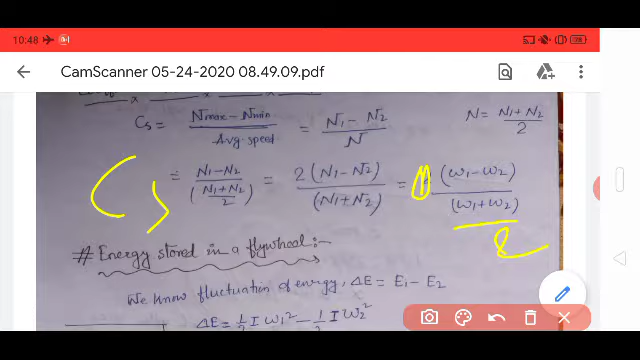 10:48
CamScanner 05-24-2020 08.49.09.pdf
Cs = Nmax - Nmin / Avg speed = N1 - N2 / N N = N1 + N2 / 2
= N1 - N2 / (N1 + N2 / 2) = 2 (N1 - N2) / (N1 + N2) = (ω1 - ω2) / (ω1 + ω2)
Cs 2
# Energy stored in a flywheel :-
We know fluctuation of energy, ΔE = E1 - E2
ΔE = 1/2 I ω1² - 1/2 I ω2²